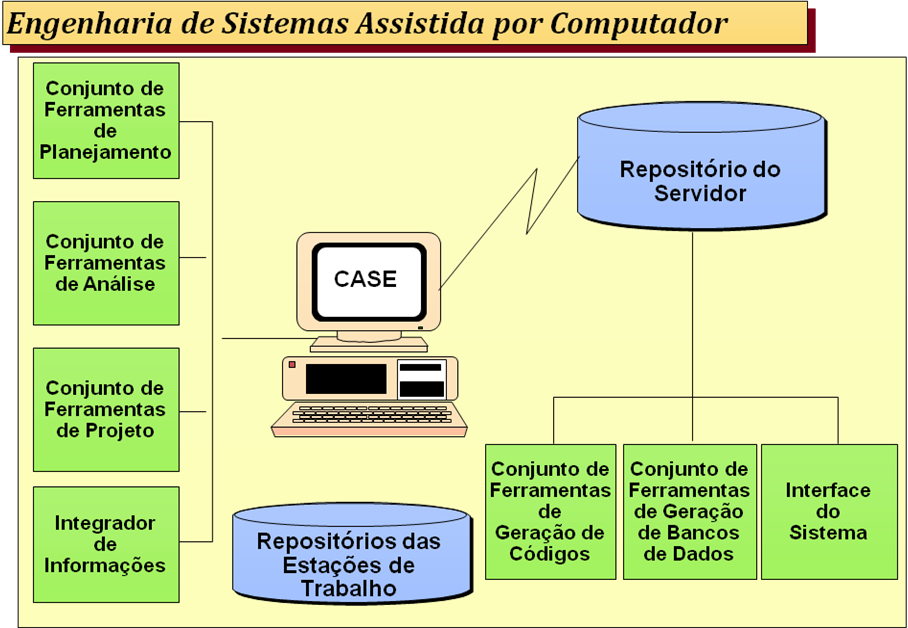 Engenharia de Sistemas Assistida por Computador
Conjunto de
Ferramentas
de
Planejamento
Conjunto de
Ferramentas
de Análise
Conjunto de
Ferramentas
de Projeto
Integrador
de
Informações
CASE
Repositórios das
Estações de
Trabalho
Repositório do
Servidor
Conjunto de
Ferramentas
de
Geração de
Códigos
Conjunto de
Ferramentas
de Geração
de Bancos
de Dados
Interface
do
Sistema